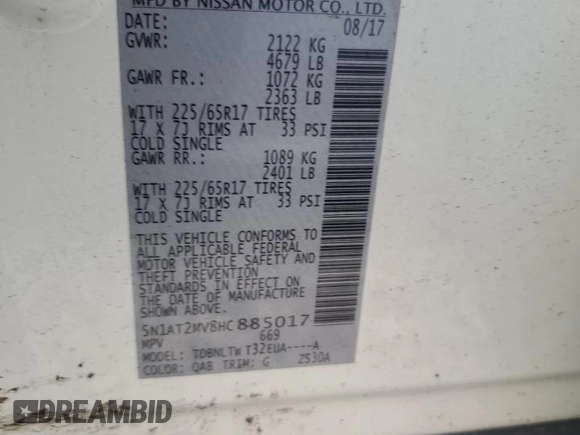 MFD BY NISSAN MOTOR CO., LTD.
DATE: 08/17
GVWR: 2122 KG
4679 LB
GAWR FR.: 1072 KG
2363 LB
WITH 225/65R17 TIRES
17 X 7J RIMS AT 33 PSI
COLD SINGLE
GAWR RR.: 1089 KG
2401 LB
WITH 225/65R17 TIRES
17 X 7J RIMS AT 33 PSI
COLD SINGLE
THIS VEHICLE CONFORMS TO
ALL APPLICABLE FEDERAL
MOTOR VEHICLE SAFETY AND
THEFT PREVENTION
STANDARDS IN EFFECT ON
THE DATE OF MANUFACTURE
SHOWN ABOVE.
5N1AT2MV8HC885017
MPV 669
MODEL: TDBNLTW T32EUA----A
COLOR: QAB TRIM: G 2530A
DREAMBID